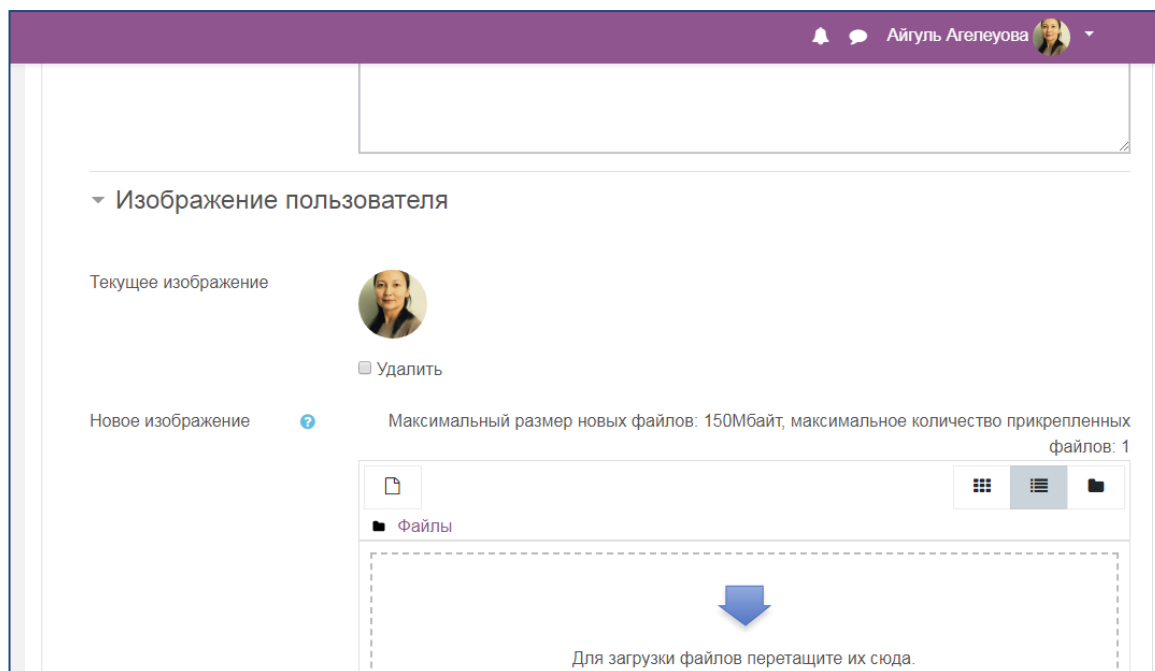 Айгуль Агелеуова
Изображение пользователя
Текущее изображение
Удалить
Новое изображение
Максимальный размер новых файлов: 150Мбайт, максимальное количество прикрепленных
файлов: 1
Файлы
Для загрузки файлов перетащите их сюда.